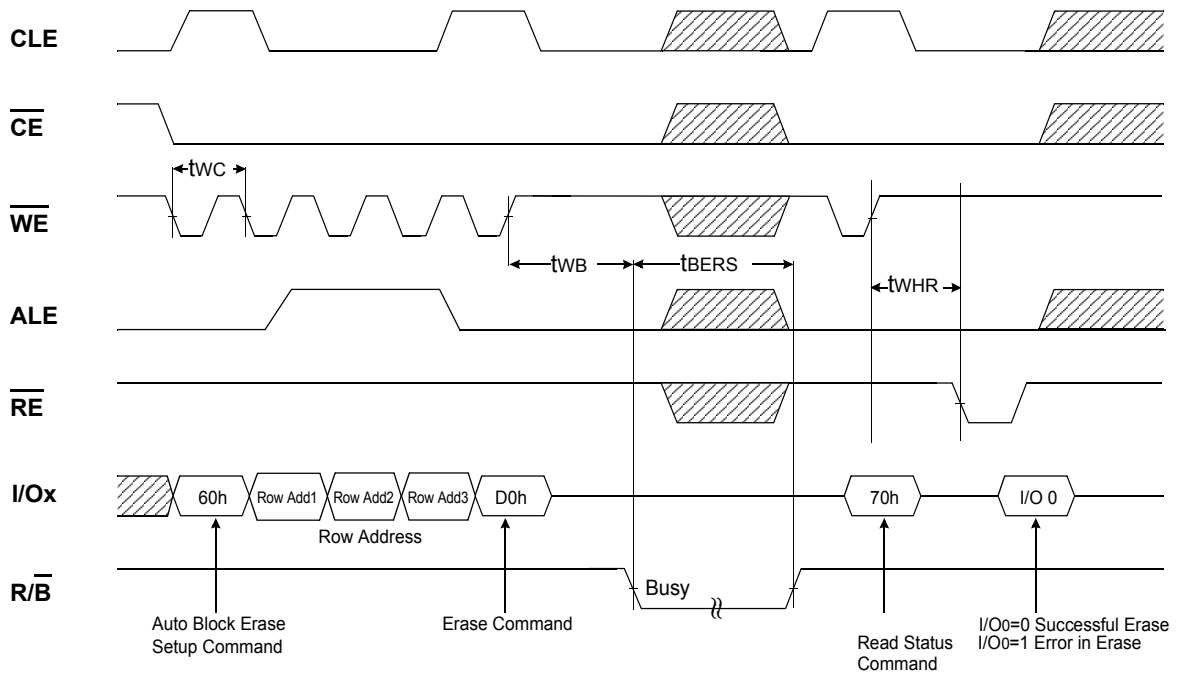 CLE
CE
tWC
WE
tWB
tBERS
tWHR
ALE
RE
I/Ox
60h
Row Add1
Row Add2
Row Add3
D0h
70h
I/O 0
Row Address
R/B
Busy
Auto Block Erase
Setup Command
Erase Command
Read Status
Command
I/O0=0 Successful Erase
I/O0=1 Error in Erase